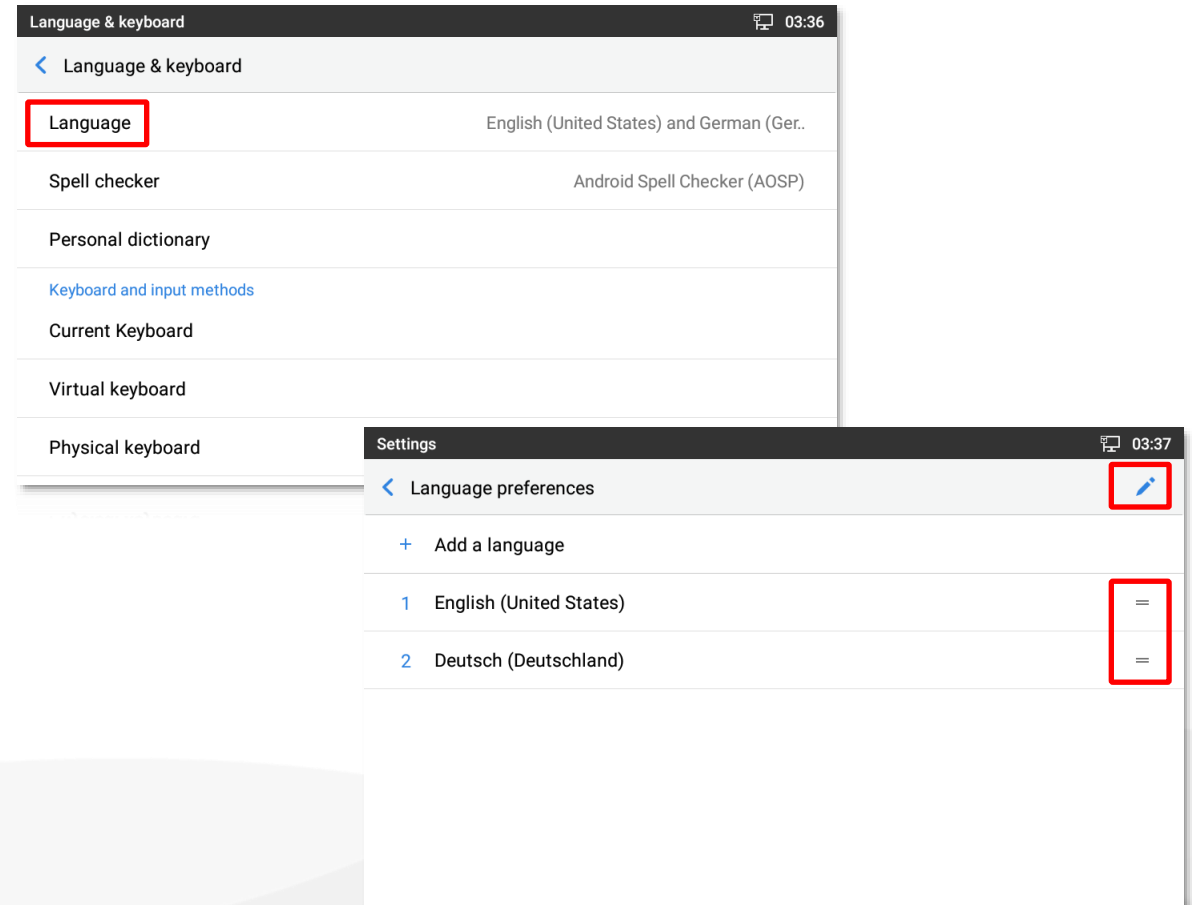 Language & keyboard 03:36
Language & keyboard
Language English (United States) and German (Ger..
Spell checker Android Spell Checker (AOSP)
Personal dictionary
Keyboard and input methods
Current Keyboard
Virtual keyboard
Physical keyboard
Settings 03:37
Language preferences
+ Add a language
1 English (United States)
2 Deutsch (Deutschland)